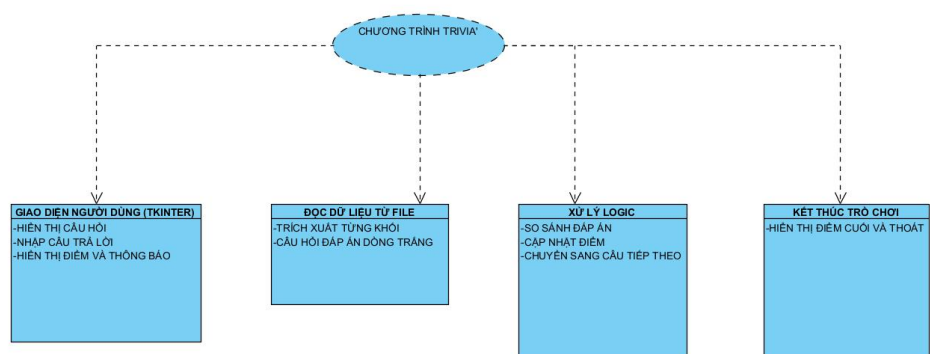 CHƯƠNG TRÌNH TRIVIA'
GIAO DIỆN NGƯỜI DÙNG (TKINTER)
-HIỂN THỊ CÂU HỎI
-NHẬP CÂU TRẢ LỜI
-HIỂN THỊ ĐIỂM VÀ THÔNG BÁO
ĐỌC DỮ LIỆU TỪ FILE
-TRÍCH XUẤT TỪNG KHỐI
-CÂU HỎI ĐÁP ÁN DÒNG TRẮNG
XỬ LÝ LOGIC
-SO SÁNH ĐÁP ÁN
-CẬP NHẬT ĐIỂM
-CHUYỂN SANG CÂU TIẾP THEO
KẾT THÚC TRÒ CHƠI
-HIỂN THỊ ĐIỂM CUỐI VÀ THOÁT